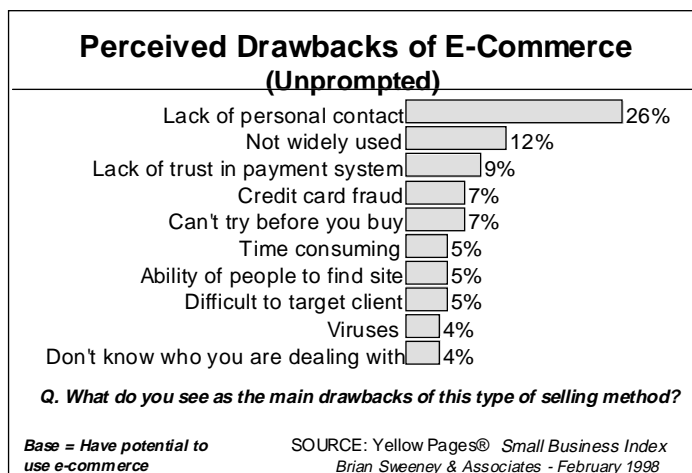 Perceived Drawbacks of E-Commerce
(Unprompted)
Lack of personal contact 26%
Not widely used 12%
Lack of trust in payment system 9%
Credit card fraud 7%
Can't try before you buy 7%
Time consuming 5%
Ability of people to find site 5%
Difficult to target client 5%
Viruses 4%
Don't know who you are dealing with 4%
Q. What do you see as the main drawbacks of this type of selling method?
Base = Have potential to SOURCE: Yellow Pages® Small Business Index
use e-commerce Brian Sweeney & Associates - February 1998